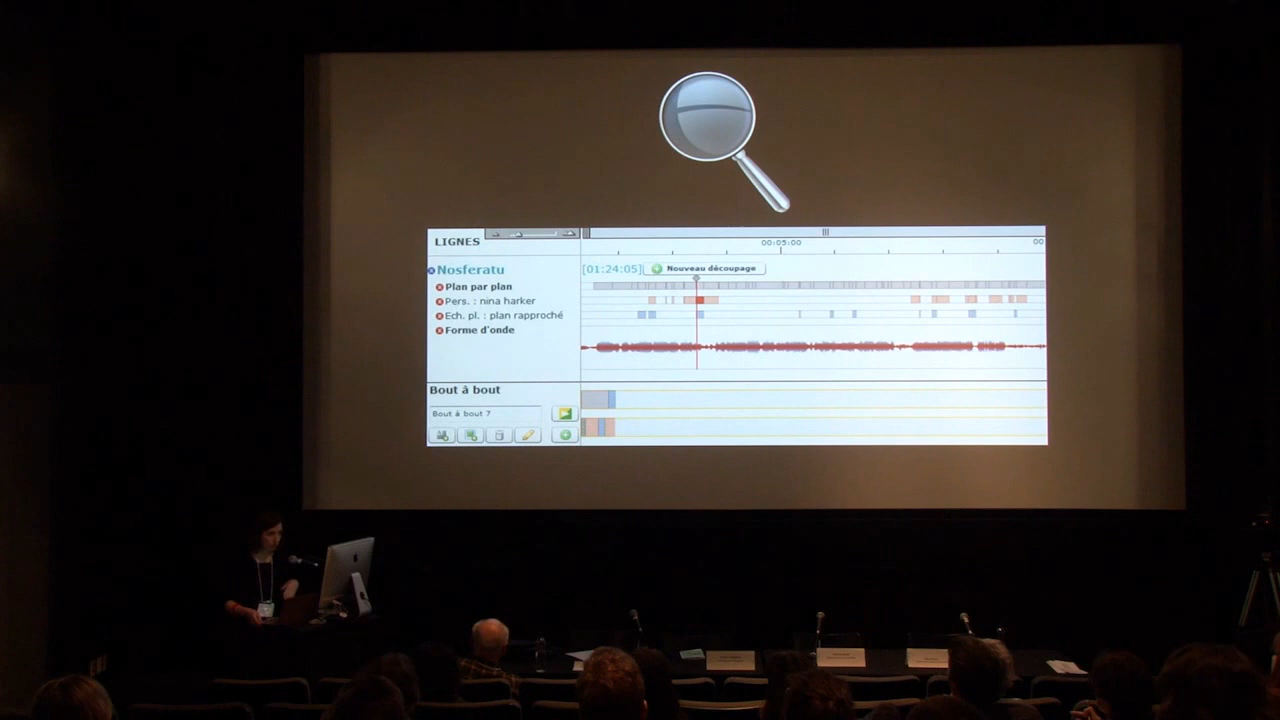 LIGNES
00:05:00
00
Nosferatu
[01:24:05]
Nouveau découpage
Plan par plan
Pers. : nina harker
Ech. pl. : plan rapproché
Forme d'onde
Bout à bout
Bout à bout 7